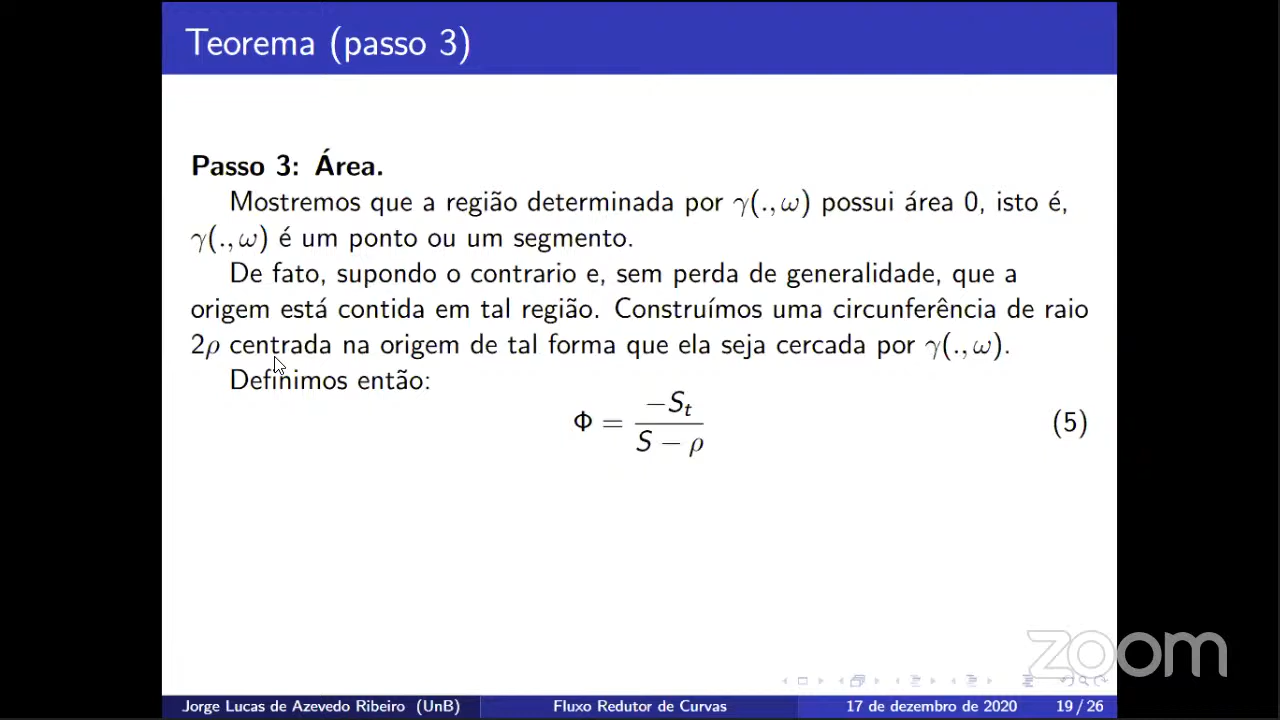 Teorema (passo 3)
Passo 3: Área.
Mostremos que a região determinada por γ(., ω) possui área 0, isto é,
γ(., ω) é um ponto ou um segmento.
De fato, supondo o contrario e, sem perda de generalidade, que a
origem está contida em tal região. Construímos uma circunferência de raio
2ρ centrada na origem de tal forma que ela seja cercada por γ(., ω).
Definimos então:
Φ = −S_t / (S − ρ) (5)
zoom
Jorge Lucas de Azevedo Ribeiro (UnB) Fluxo Redutor de Curvas 17 de dezembro de 2020 19 / 26